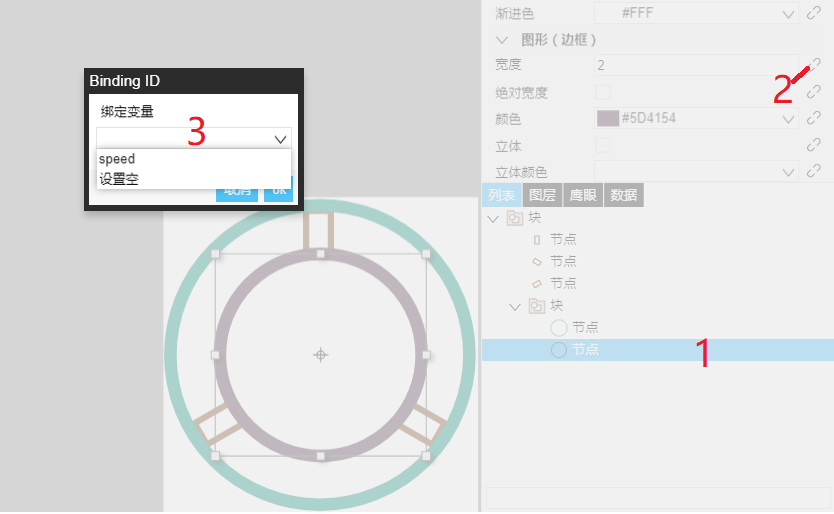 渐进色 #FFF
图形（边框）
宽度 2
绝对宽度
颜色 #5D4154
立体
立体颜色
Binding ID
绑定变量
speed
设置空
取消 ok
列表 图层 鹰眼 数据
块
节点
节点
节点
块
节点
节点
1
2
3